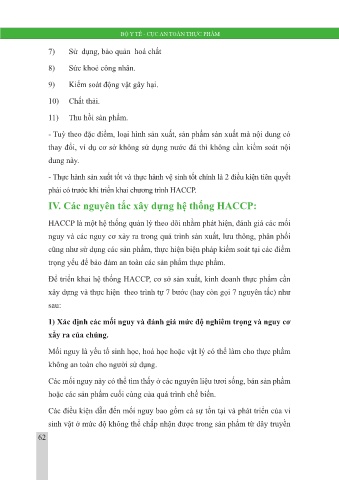 BỘ Y TẾ - CỤC AN TOÀN THỰC PHẨM
7) Sử dụng, bảo quản hoá chất
8) Sức khoẻ công nhân.
9) Kiểm soát động vật gây hại.
10) Chất thải.
11) Thu hồi sản phẩm.
- Tuỳ theo đặc điểm, loại hình sản xuất, sản phẩm sản xuất mà nội dung có
thay đổi, ví dụ cơ sở không sử dụng nước đá thì không cần kiểm soát nội
dung này.
- Thực hành sản xuất tốt và thực hành vệ sinh tốt chính là 2 điều kiện tiên quyết
phải có trước khi triển khai chương trình HACCP.
IV. Các nguyên tắc xây dựng hệ thống HACCP:
HACCP là một hệ thống quản lý theo dõi nhằm phát hiện, đánh giá các mối
nguy và các nguy cơ xảy ra trong quá trình sản xuất, lưu thông, phân phối
cũng như sử dụng các sản phẩm, thực hiện biện pháp kiểm soát tại các điểm
trọng yếu để bảo đảm an toàn các sản phẩm thực phẩm.
Để triển khai hệ thống HACCP, cơ sở sản xuất, kinh doanh thực phẩm cần
xây dựng và thực hiện theo trình tự 7 bước (hay còn gọi 7 nguyên tắc) như
sau:
1) Xác định các mối nguy và đánh giá mức độ nghiêm trọng và nguy cơ
xảy ra của chúng.
Mối nguy là yếu tố sinh học, hoá học hoặc vật lý có thể làm cho thực phẩm
không an toàn cho người sử dụng.
Các mối nguy này có thể tìm thấy ở các nguyên liệu tươi sống, bán sản phẩm
hoặc các sản phẩm cuối cùng của quá trình chế biến.
Các điều kiện dẫn đến mối nguy bao gồm cả sự tồn tại và phát triển của vi
sinh vật ở mức độ không thể chấp nhận được trong sản phẩm từ dây truyền
62